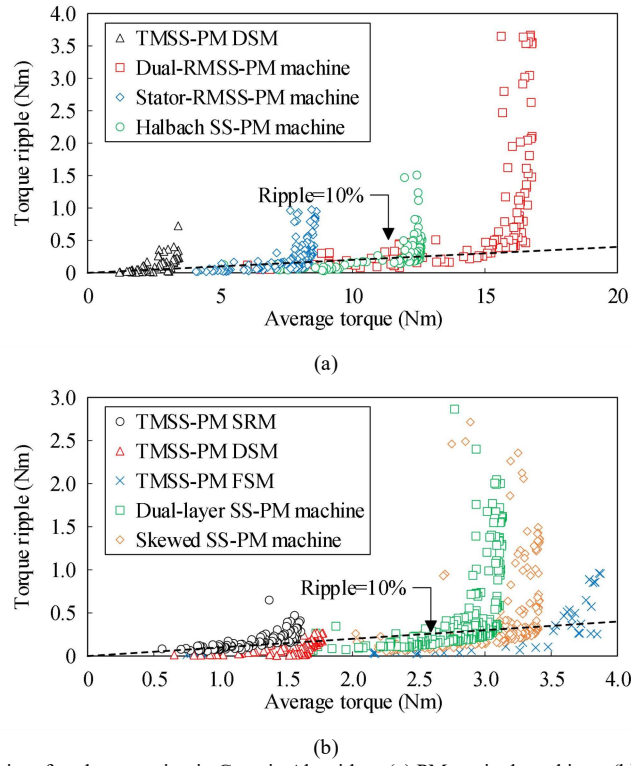 4.0
3.5
3.0
2.5
2.0
1.5
1.0
0.5
0
Torque ripple (Nm)
TMSS-PM DSM
Dual-RMSS-PM machine
Stator-RMSS-PM machine
Halbach SS-PM machine
Ripple=10%
0 5 10 15 20
Average torque (Nm)
(a)
3.0
2.5
2.0
1.5
1.0
0.5
0
Torque ripple (Nm)
TMSS-PM SRM
TMSS-PM DSM
TMSS-PM FSM
Dual-layer SS-PM machine
Skewed SS-PM machine
Ripple=10%
0 0.5 1.0 1.5 2.0 2.5 3.0 3.5 4.0
Average torque (Nm)
(b)
in Genetic Algorithm (a) PM